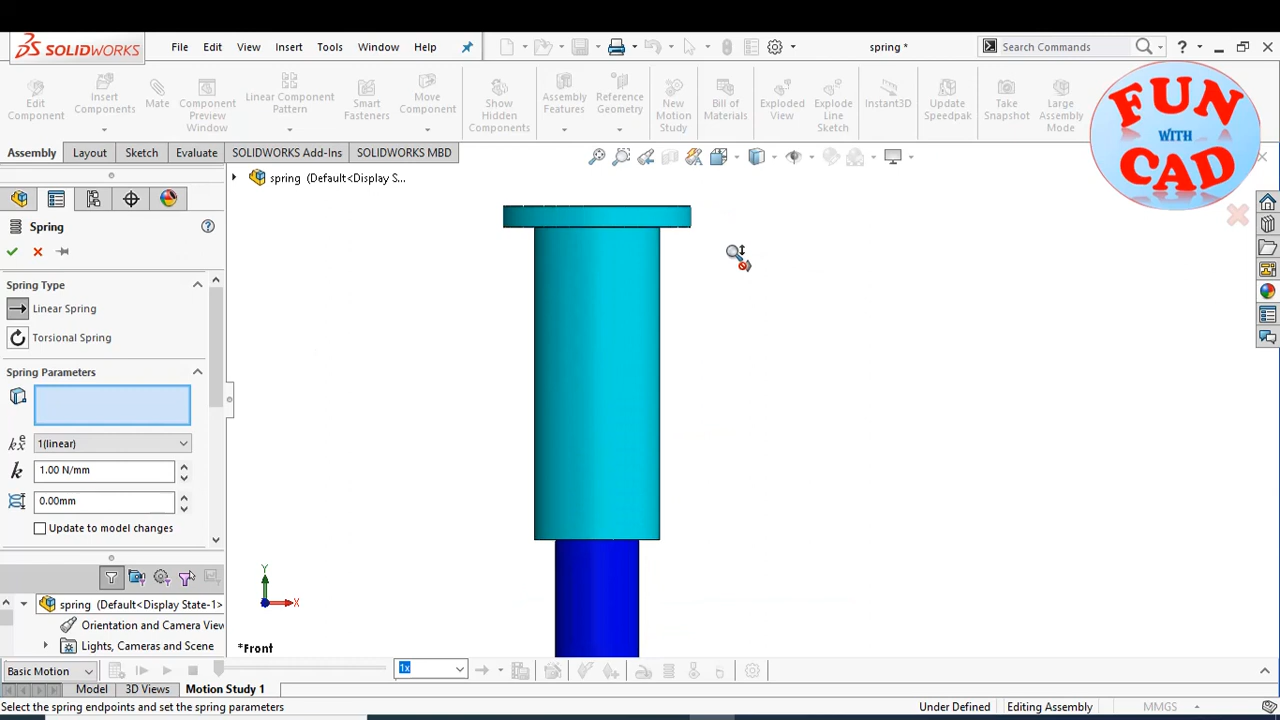 SOLIDWORKS
File Edit View Insert Tools Window Help
spring *
Search Commands
Edit Component
Insert Components
Mate
Component Preview Window
Linear Component Pattern
Smart Fasteners
Move Component
Show Hidden Components
Assembly Features
Reference Geometry
New Motion Study
Bill of Materials
Exploded View
Explode Line Sketch
Instant3D
Update Speedpak
Take Snapshot
Large Assembly Mode
FUN
WITH
CAD
Assembly Layout Sketch Evaluate SOLIDWORKS Add-Ins SOLIDWORKS MBD
spring (Default<Display S...
Spring
Spring Type
Linear Spring
Torsional Spring
Spring Parameters
1(linear)
k 1.00 N/mm
0.00mm
Update to model changes
spring (Default<Display State-1>
Orientation and Camera View
Lights, Cameras and Scene
Y
X
*Front
Basic Motion
1x
Model 3D Views Motion Study 1
Select the spring endpoints and set the spring parameters
Under Defined Editing Assembly MMGS